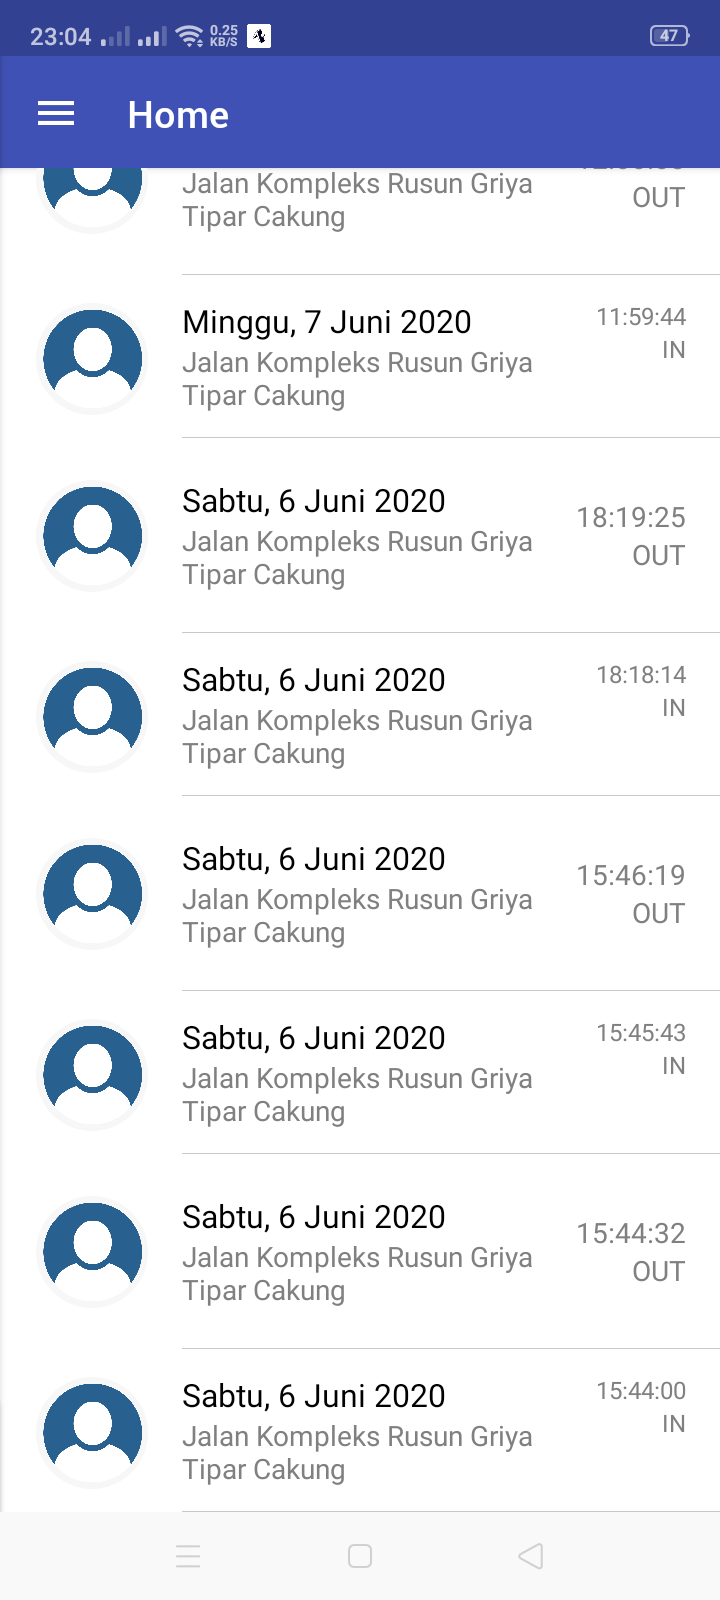 23:04 0.25 KB/S 47
Home
Jalan Kompleks Rusun Griya
Tipar Cakung
OUT
Minggu, 7 Juni 2020
11:59:44
Jalan Kompleks Rusun Griya
IN
Tipar Cakung
Sabtu, 6 Juni 2020
18:19:25
Jalan Kompleks Rusun Griya
OUT
Tipar Cakung
Sabtu, 6 Juni 2020
18:18:14
Jalan Kompleks Rusun Griya
IN
Tipar Cakung
Sabtu, 6 Juni 2020
15:46:19
Jalan Kompleks Rusun Griya
OUT
Tipar Cakung
Sabtu, 6 Juni 2020
15:45:43
Jalan Kompleks Rusun Griya
IN
Tipar Cakung
Sabtu, 6 Juni 2020
15:44:32
Jalan Kompleks Rusun Griya
OUT
Tipar Cakung
Sabtu, 6 Juni 2020
15:44:00
Jalan Kompleks Rusun Griya
IN
Tipar Cakung